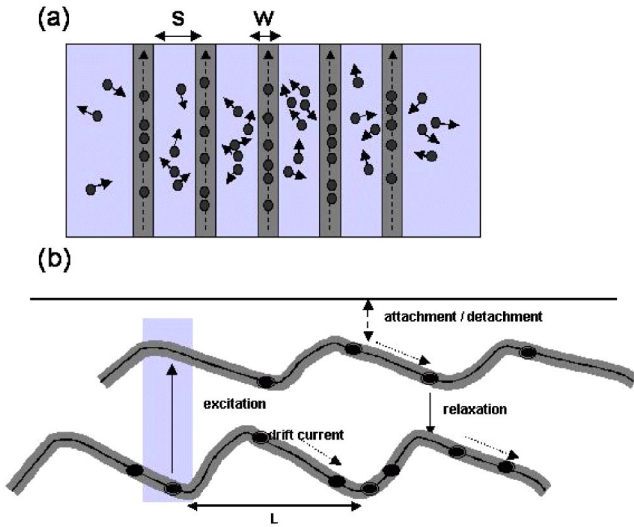 (a)
S
W
(b)
attachment / detachment
excitation
relaxation
drift current
L